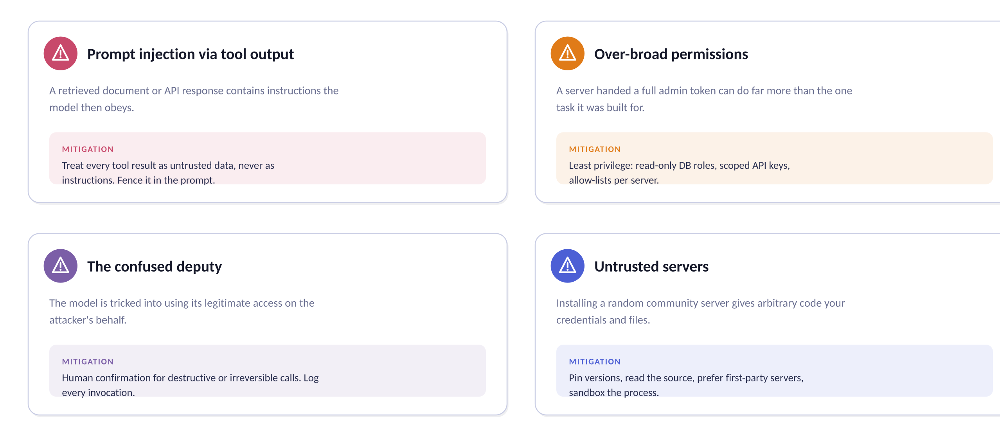 Prompt injection via tool output
A retrieved document or API response contains instructions the
model then obeys.
MITIGATION
Treat every tool result as untrusted data, never as
instructions. Fence it in the prompt.
Over-broad permissions
A server handed a full admin token can do far more than the one
task it was built for.
MITIGATION
Least privilege: read-only DB roles, scoped API keys,
allow-lists per server.
The confused deputy
The model is tricked into using its legitimate access on the
attacker's behalf.
MITIGATION
Human confirmation for destructive or irreversible calls. Log
every invocation.
Untrusted servers
Installing a random community server gives arbitrary code your
credentials and files.
MITIGATION
Pin versions, read the source, prefer first-party servers,
sandbox the process.